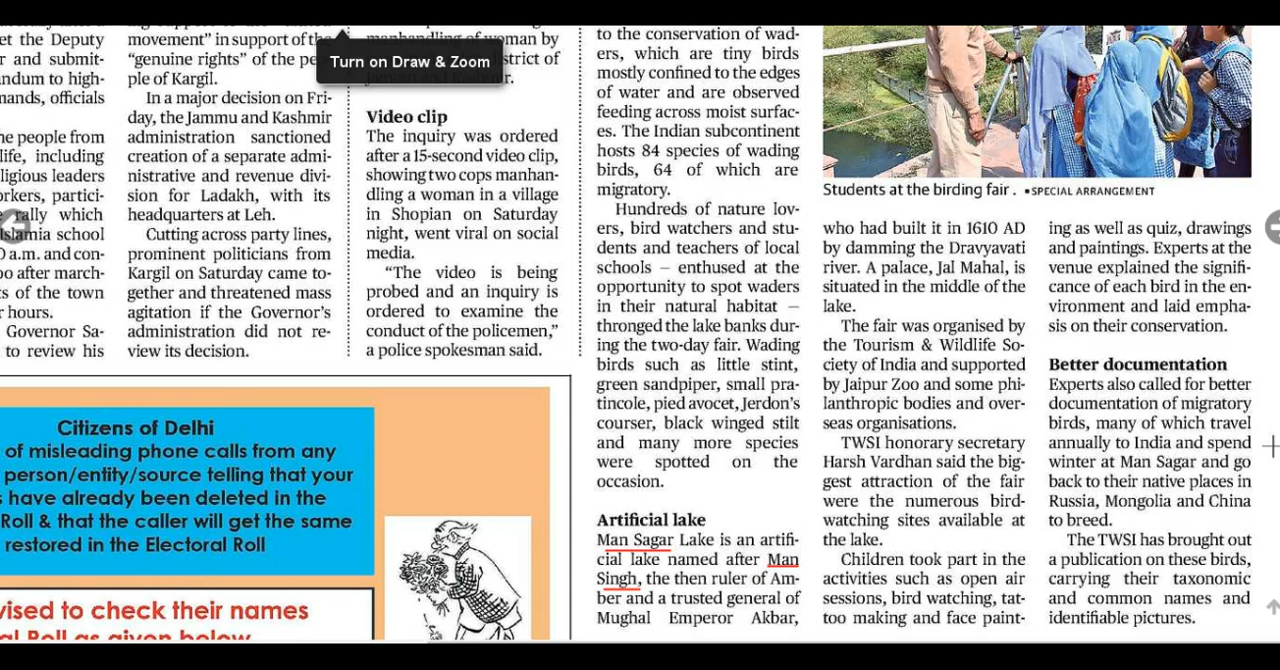 et the Deputy
r and submit-
andum to high-
mands, officials
he people from
life, including
ligious leaders
orkers, partici-
rally which
Islamia school
0 a.m. and con-
oo after march-
ts of the town
r hours.
Governor Sa-
to review his
movement” in support of the
“genuine rights” of the peo-
ple of Kargil.
In a major decision on Fri-
day, the Jammu and Kashmir
administration sanctioned
creation of a separate admi-
nistrative and revenue divi-
sion for Ladakh, with its
headquarters at Leh.
Cutting across party lines,
prominent politicians from
Kargil on Saturday came to-
gether and threatened mass
agitation if the Governor’s
administration did not re-
view its decision.
Turn on Draw & Zoom
manhandling of woman by
strict of
Video clip
The inquiry was ordered
after a 15-second video clip,
showing two cops manhan-
dling a woman in a village
in Shopian on Saturday
night, went viral on social
media.
“The video is being
probed and an inquiry is
ordered to examine the
conduct of the policemen,”
a police spokesman said.
Citizens of Delhi
of misleading phone calls from any
person/entity/source telling that your
have already been deleted in the
Roll & that the caller will get the same
restored in the Electoral Roll
vised to check their names
al Roll as given below
to the conservation of wad-
ers, which are tiny birds
mostly confined to the edges
of water and are observed
feeding across moist surfac-
es. The Indian subcontinent
hosts 84 species of wading
birds, 64 of which are
migratory.
Hundreds of nature lov-
ers, bird watchers and stu-
dents and teachers of local
schools – enthused at the
opportunity to spot waders
in their natural habitat –
thronged the lake banks dur-
ing the two-day fair. Wading
birds such as little stint,
green sandpiper, small pra-
tincole, pied avocet, Jerdon’s
courser, black winged stilt
and many more species
were spotted on the
occasion.
Artificial lake
Man Sagar Lake is an artifi-
cial lake named after Man
Singh, the then ruler of Am-
ber and a trusted general of
Mughal Emperor Akbar,
Students at the birding fair. ▪SPECIAL ARRANGEMENT
who had built it in 1610 AD
by damming the Dravyavati
river. A palace, Jal Mahal, is
situated in the middle of the
lake.
The fair was organised by
the Tourism & Wildlife So-
ciety of India and supported
by Jaipur Zoo and some phi-
lanthropic bodies and over-
seas organisations.
TWSI honorary secretary
Harsh Vardhan said the big-
gest attraction of the fair
were the numerous bird-
watching sites available at
the lake.
Children took part in the
activities such as open air
sessions, bird watching, tat-
too making and face paint-
ing as well as quiz, drawings
and paintings. Experts at the
venue explained the signifi-
cance of each bird in the en-
vironment and laid empha-
sis on their conservation.
Better documentation
Experts also called for better
documentation of migratory
birds, many of which travel
annually to India and spend
winter at Man Sagar and go
back to their native places in
Russia, Mongolia and China
to breed.
The TWSI has brought out
a publication on these birds,
carrying their taxonomic
and common names and
identifiable pictures.